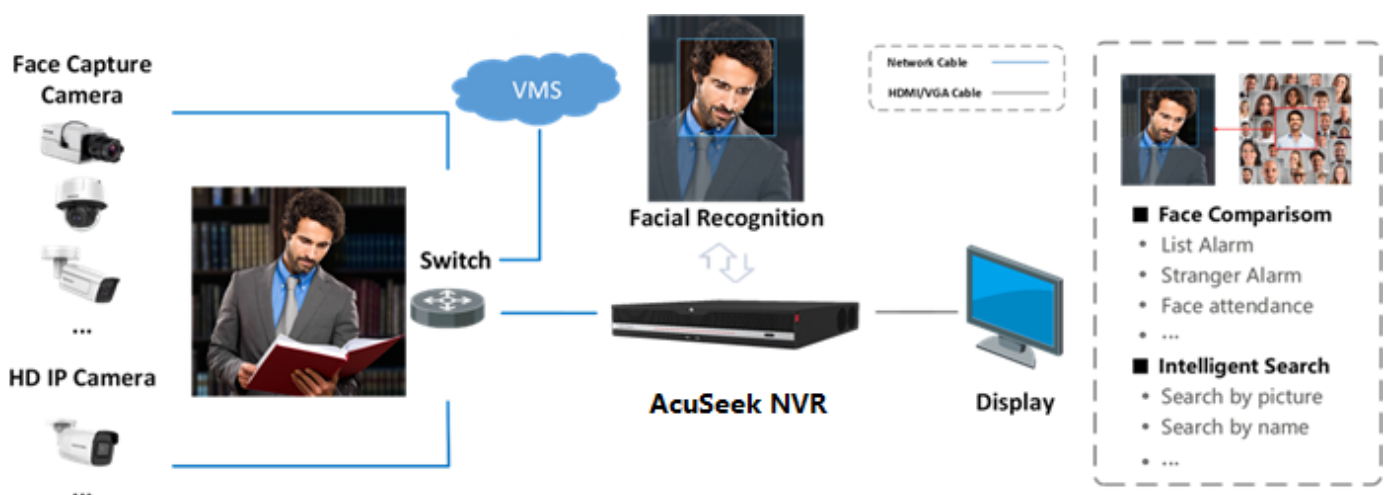 Face Capture
Camera
...
HD IP Camera
...
VMS
Switch
Facial Recognition
AcuSeek NVR
Display
Network Cable
HDMI/VGA Cable
■ Face Comparisom
• List Alarm
• Stranger Alarm
• Face attendance
• ...
■ Intelligent Search
• Search by picture
• Search by name
• ...